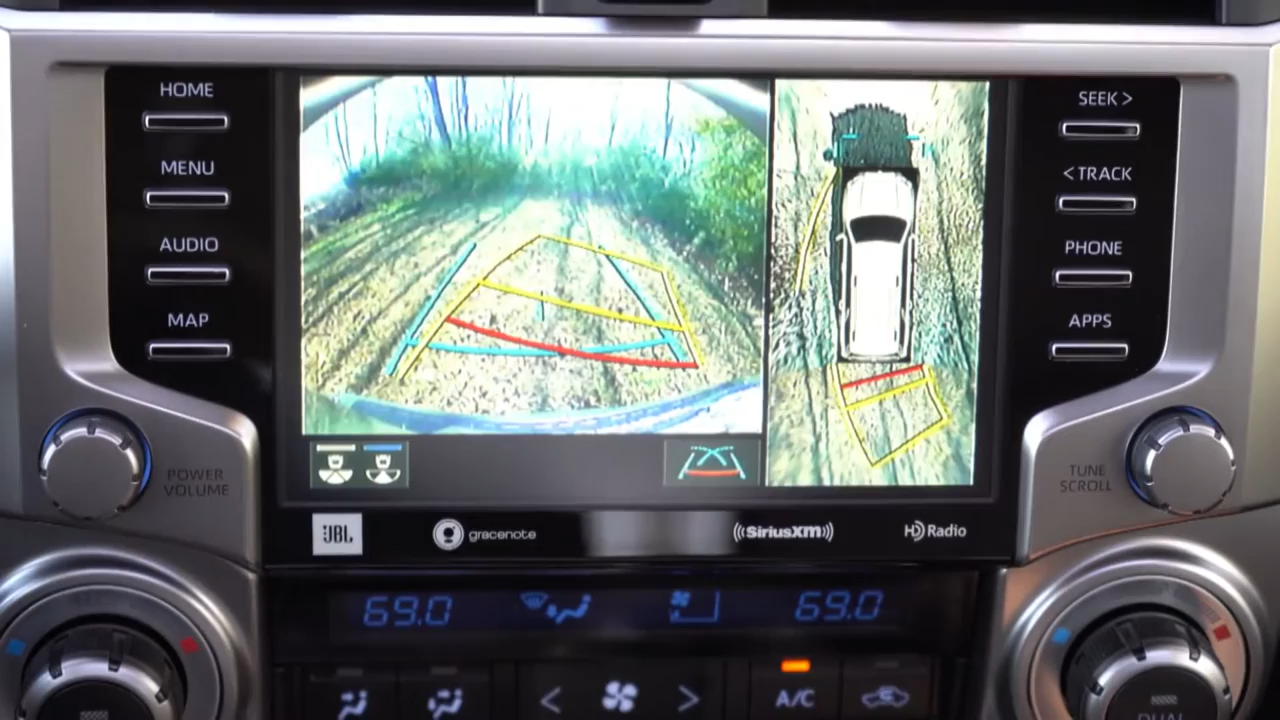 HOME
MENU
AUDIO
MAP
POWER
VOLUME
SEEK >
< TRACK
PHONE
APPS
TUNE
SCROLL
JBL
gracenote
SiriusXM
HD Radio
69.0
69.0
A/C
DUAL